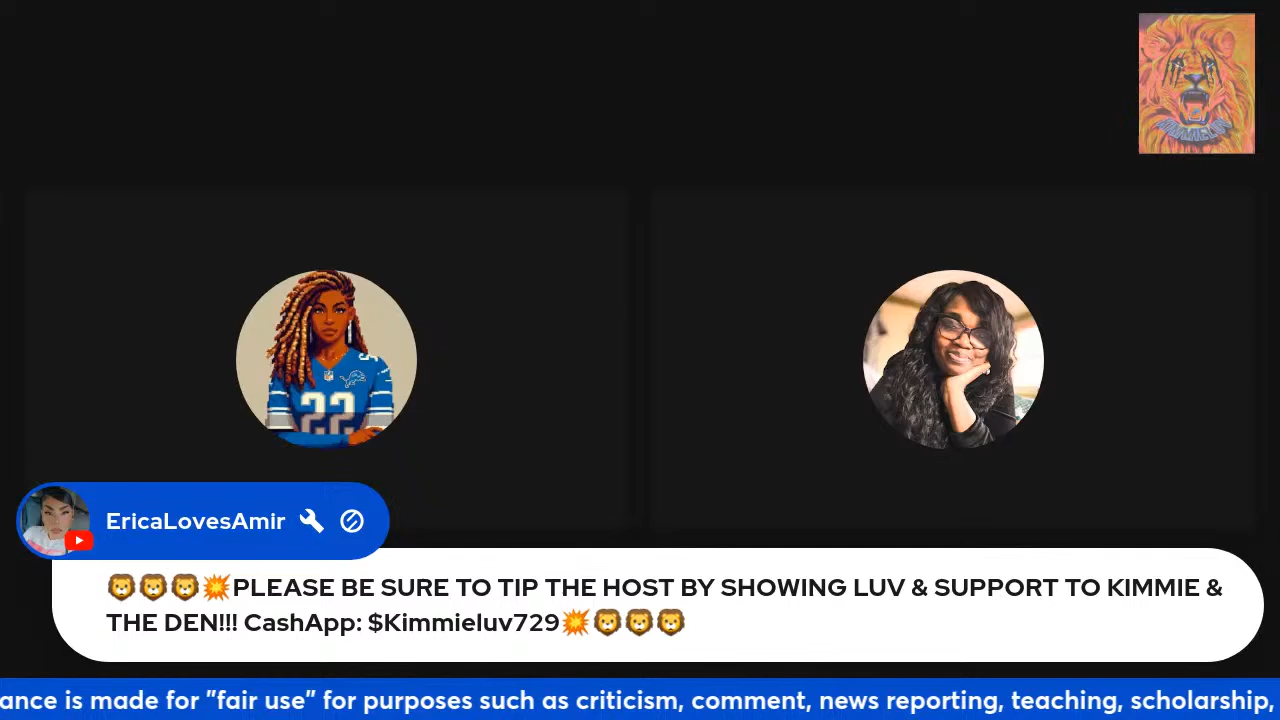 22
EricaLovesAmir
🦁🦁🦁💥PLEASE BE SURE TO TIP THE HOST BY SHOWING LUV & SUPPORT TO KIMMIE &
THE DEN!!! CashApp: $Kimmieluv729💥🦁🦁🦁
ance is made for "fair use" for purposes such as criticism, comment, news reporting, teaching, scholarship,